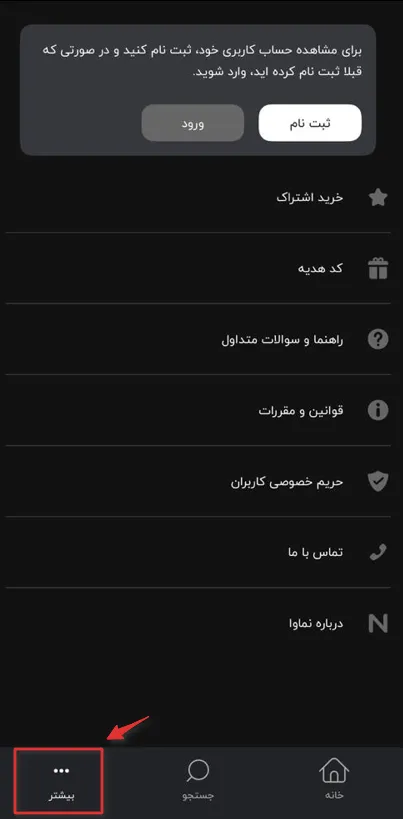 برای مشاهده حساب کاربری خود، ثبت نام کنید و در صورتی که
قبلا ثبت نام کرده اید، وارد شوید.
ثبت نام
ورود
خرید اشتراک
کد هدیه
راهنما و سوالات متداول
قوانین و مقررات
حریم خصوصی کاربران
تماس با ما
درباره نماوا
خانه
جستجو
بیشتر